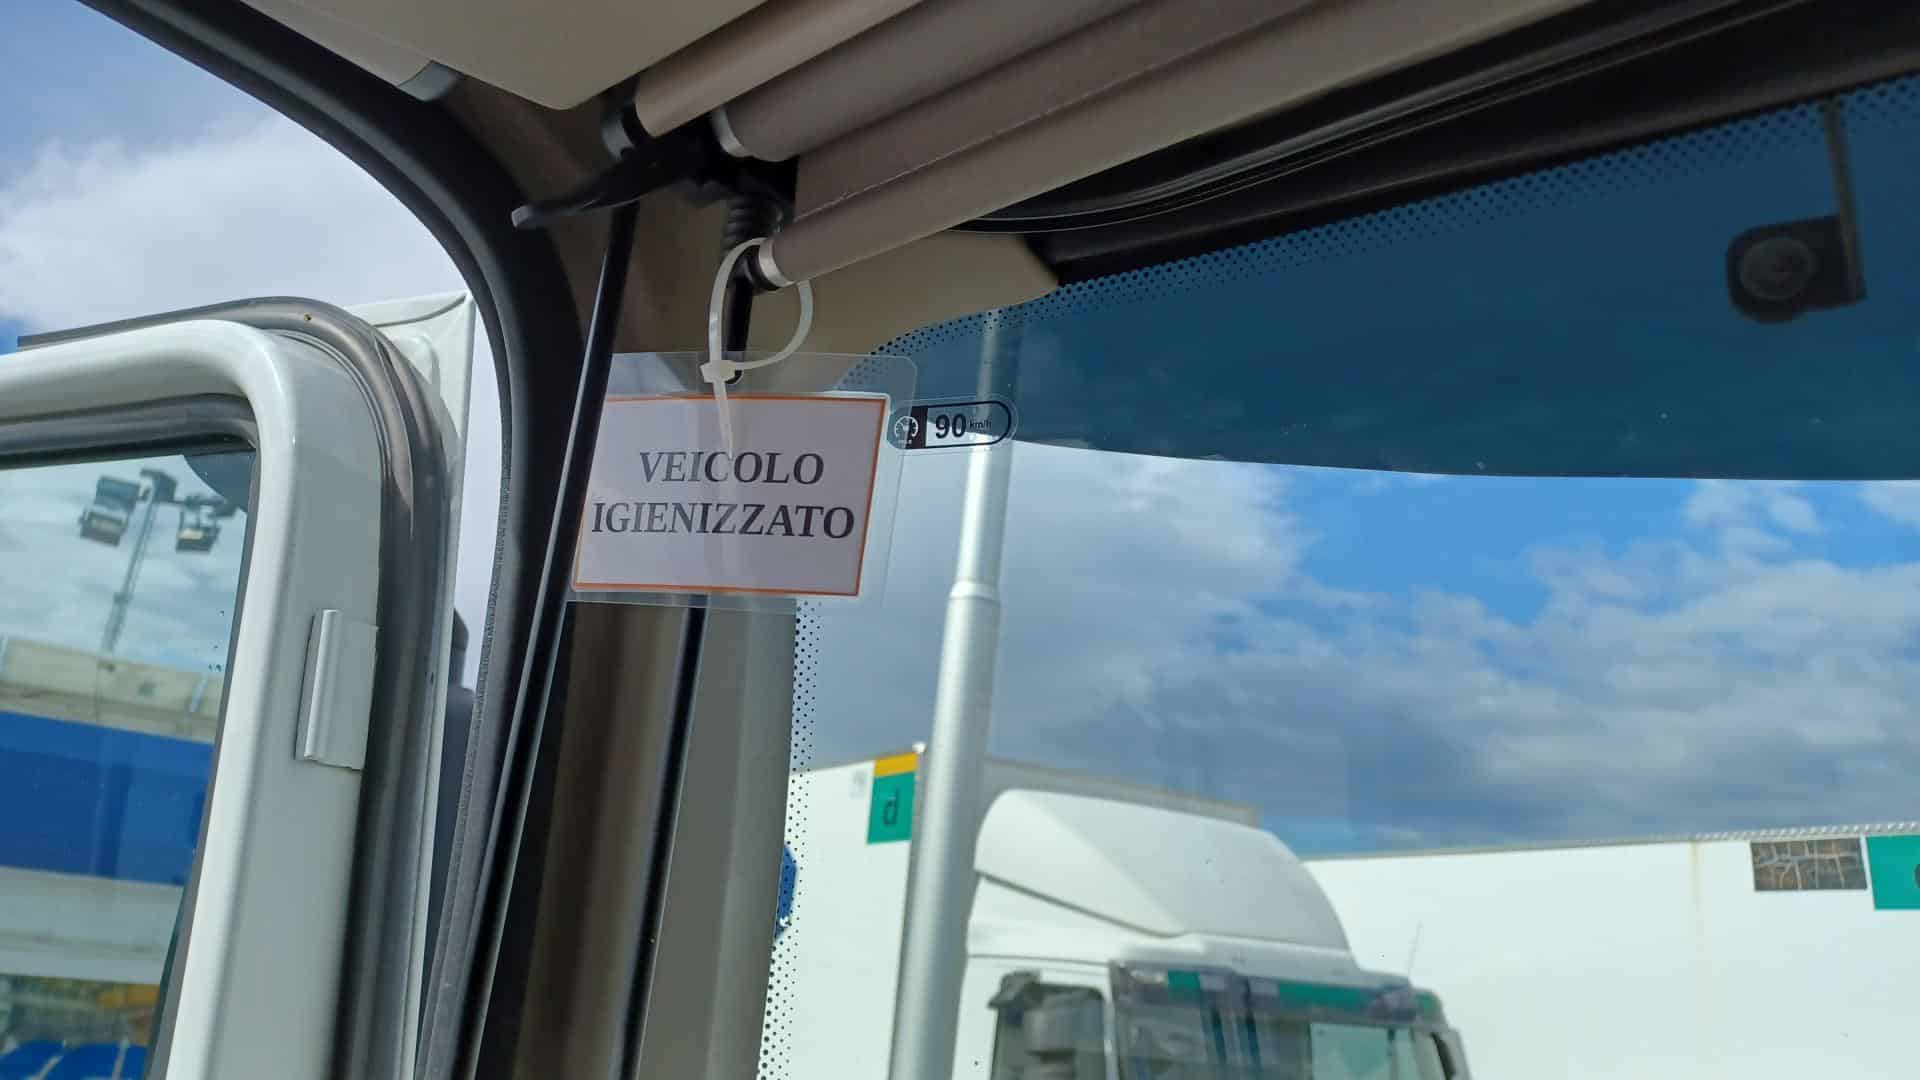 VEICOLO
IGIENIZZATO
90 km/h
d